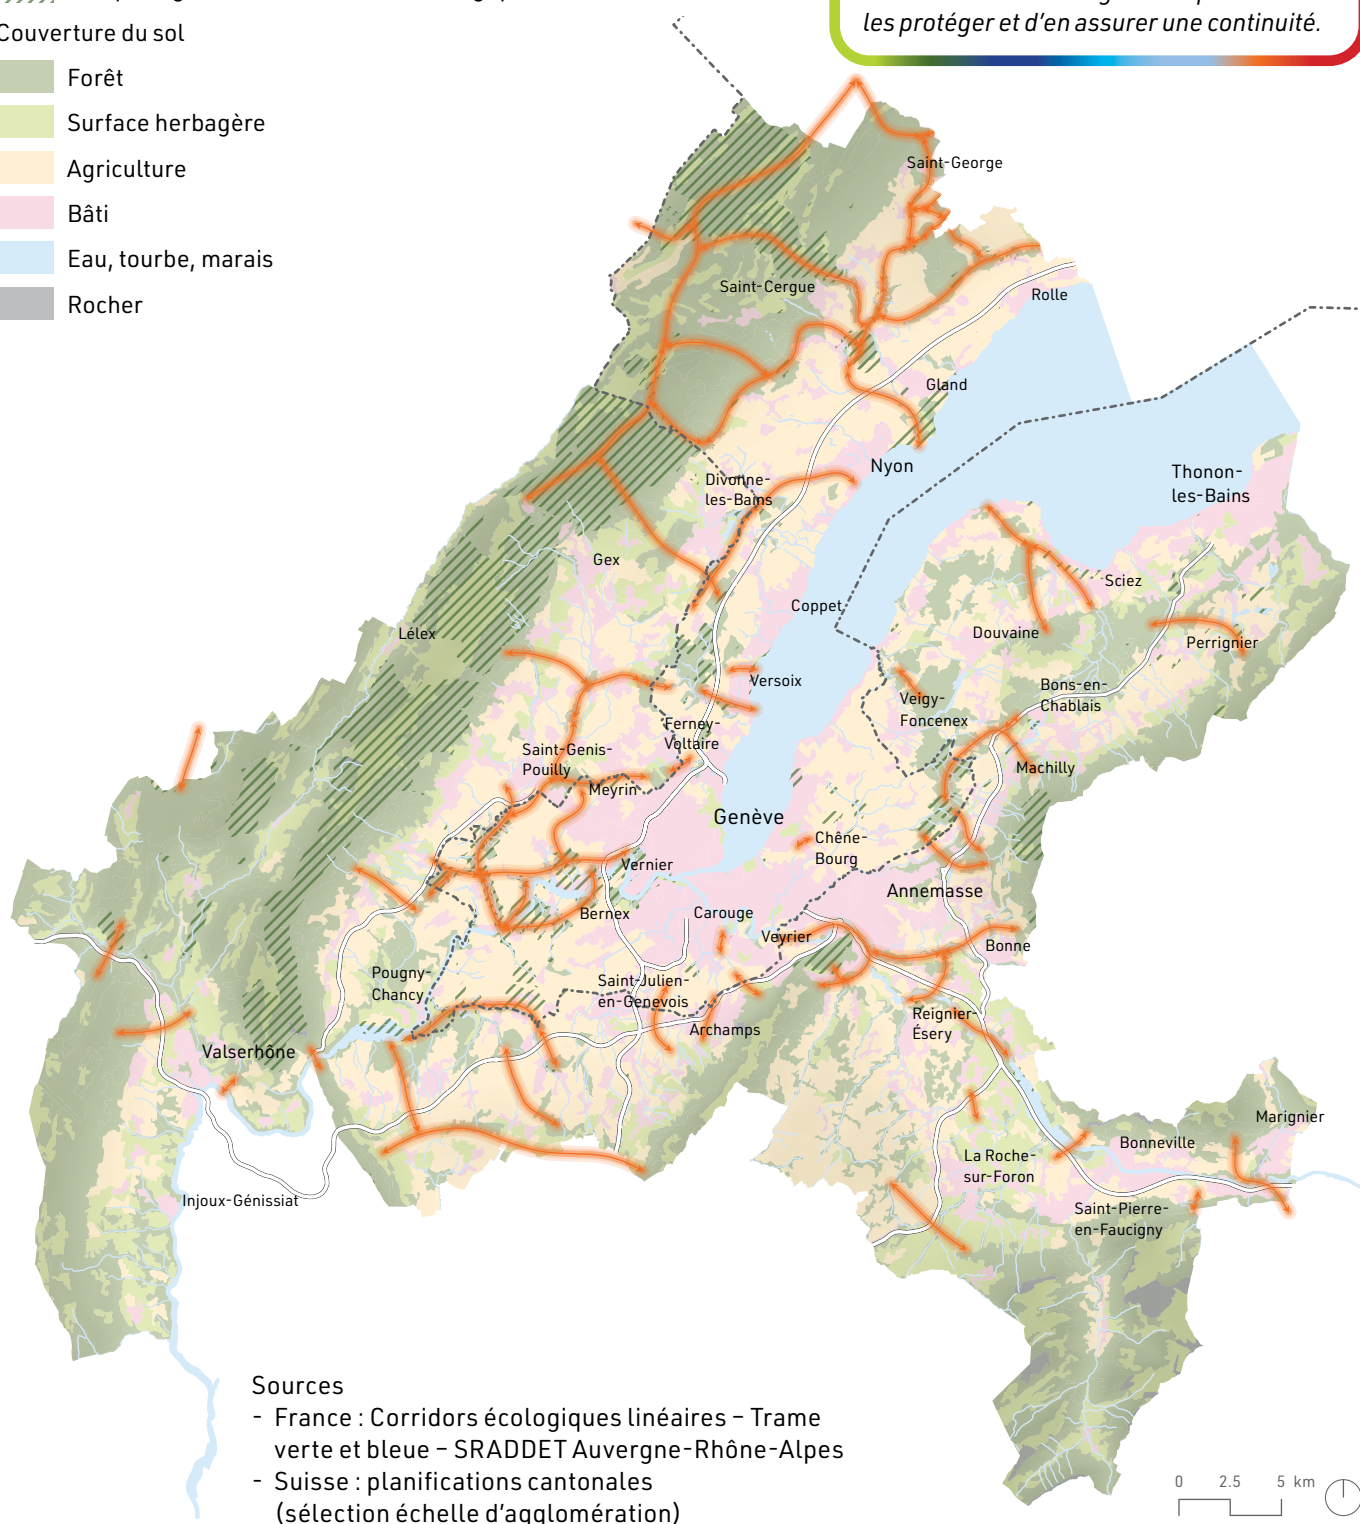 les protéger et d'en assurer une continuité.
Couverture du sol
Forêt
Surface herbagère
Agriculture
Bâti
Eau, tourbe, marais
Rocher
Saint-George
Saint-Cergue
Rolle
Gland
Nyon
Thonon-
les-Bains
Divonne-
les-Bains
Gex
Sciez
Coppet
Lélex
Douvaine
Perrignier
Versoix
Bons-en-
Chablais
Veigy-
Foncenex
Ferney-
Voltaire
Saint-Genis-
Pouilly
Machilly
Meyrin
Genève
Chêne-
Bourg
Vernier
Annemasse
Bernex
Carouge
Veyrier
Bonne
Pougny-
Chancy
Saint-Julien-
en-Genevois
Reignier-
Ésery
Archamps
Valserhône
Marignier
Bonneville
La Roche-
sur-Foron
Injoux-Génissiat
Saint-Pierre-
en-Faucigny
Sources
- France : Corridors écologiques linéaires – Trame
verte et bleue – SRADDET Auvergne-Rhône-Alpes
- Suisse : planifications cantonales
(sélection échelle d'agglomération)
0 2.5 5 km